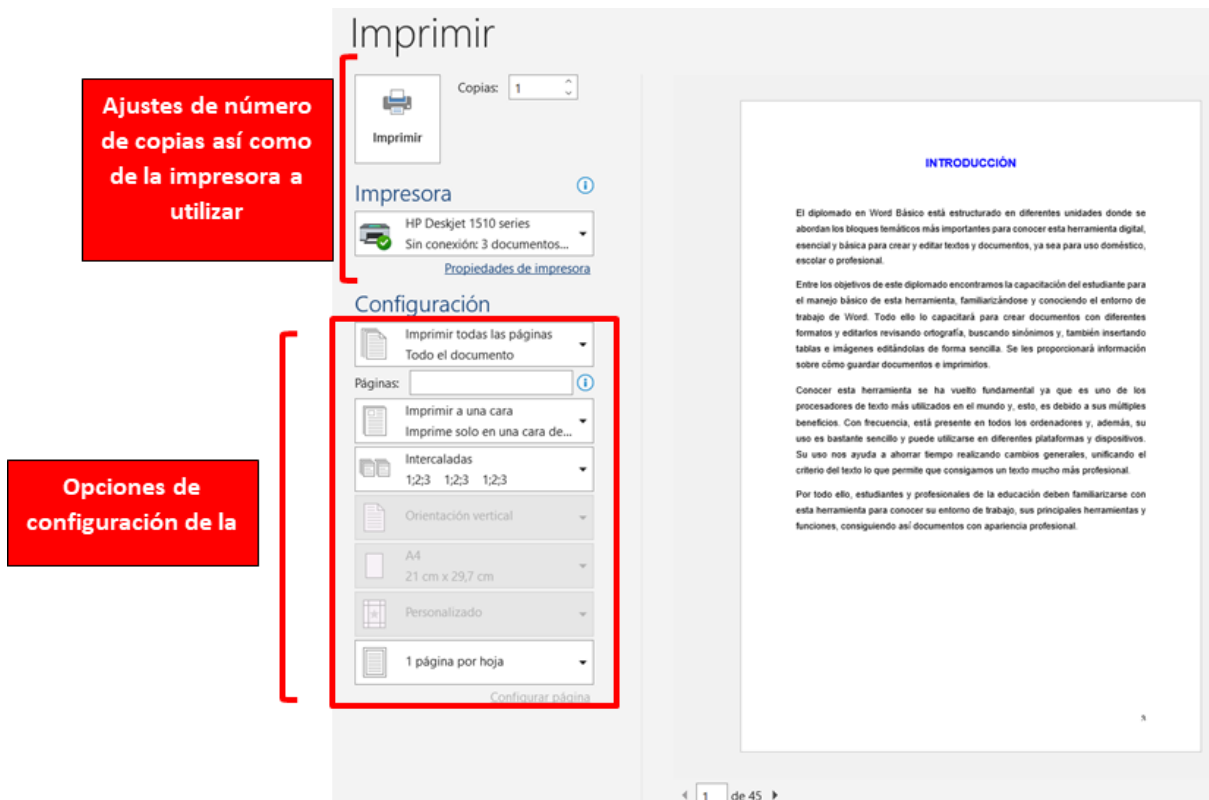 Imprimir
Ajustes de número
de copias así como
de la impresora a
utilizar
Imprimir
Copias: 1
Impresora
HP Deskjet 1510 series
Sin conexión: 3 documentos...
Propiedades de impresora
Configuración
Opciones de
configuración de la
Imprimir todas las páginas
Todo el documento
Páginas:
Imprimir a una cara
Imprime solo en una cara de...
Intercaladas
1;2;3 1;2;3 1;2;3
Orientación vertical
A4
21 cm x 29,7 cm
Personalizado
1 página por hoja
Configurar página
INTRODUCCIÓN
El diplomado en Word Básico está estructurado en diferentes unidades donde se
abordan los bloques temáticos más importantes para conocer esta herramienta digital,
esencial y básica para crear y editar textos y documentos, ya sea para uso doméstico,
escolar o profesional.
Entre los objetivos de este diplomado encontramos la capacitación del estudiante para
el manejo básico de esta herramienta, familiarizándose y conociendo el entorno de
trabajo de Word. Todo ello lo capacitará para crear documentos con diferentes
formatos y editarlos revisando ortografía, buscando sinónimos y, también insertando
tablas e imágenes editándolas de forma sencilla. Se les proporcionará información
sobre cómo guardar documentos e imprimirlos.
Conocer esta herramienta se ha vuelto fundamental ya que es uno de los
procesadores de texto más utilizados en el mundo y, esto, es debido a sus múltiples
beneficios. Con frecuencia, está presente en todos los ordenadores y, además, su
uso es bastante sencillo y puede utilizarse en diferentes plataformas y dispositivos.
Su uso nos ayuda a ahorrar tiempo realizando cambios generales, unificando el
criterio del texto lo que permite que consigamos un texto mucho más profesional.
Por todo ello, estudiantes y profesionales de la educación deben familiarizarse con
esta herramienta para conocer su entorno de trabajo, sus principales herramientas y
funciones, consiguiendo así documentos con apariencia profesional.
1 de 45